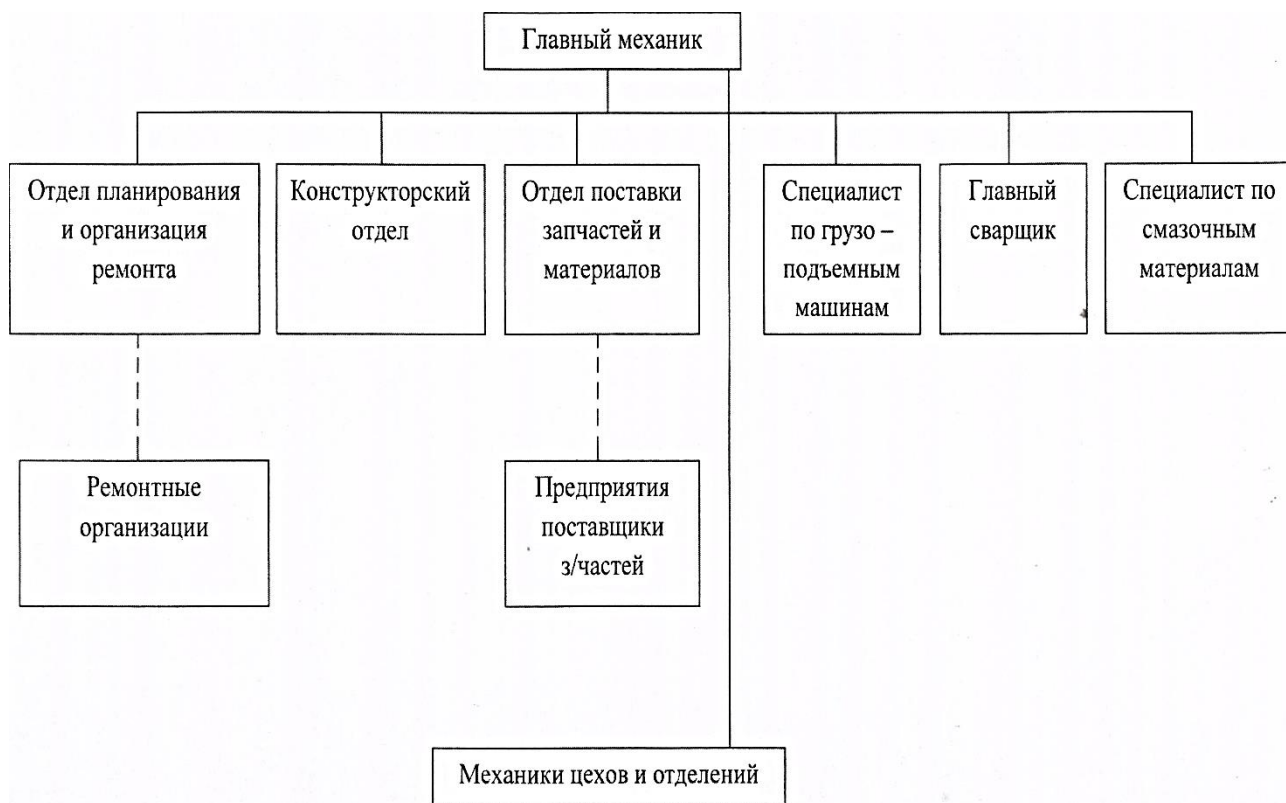 Главный механик
Отдел планирования
и организация
ремонта
Конструкторский
отдел
Отдел поставки
запчастей и
материалов
Специалист
по грузо –
подъемным
машинам
Главный
сварщик
Специалист по
смазочным
материалам
Ремонтные
организации
Предприятия
поставщики
з/частей
Механики цехов и отделений